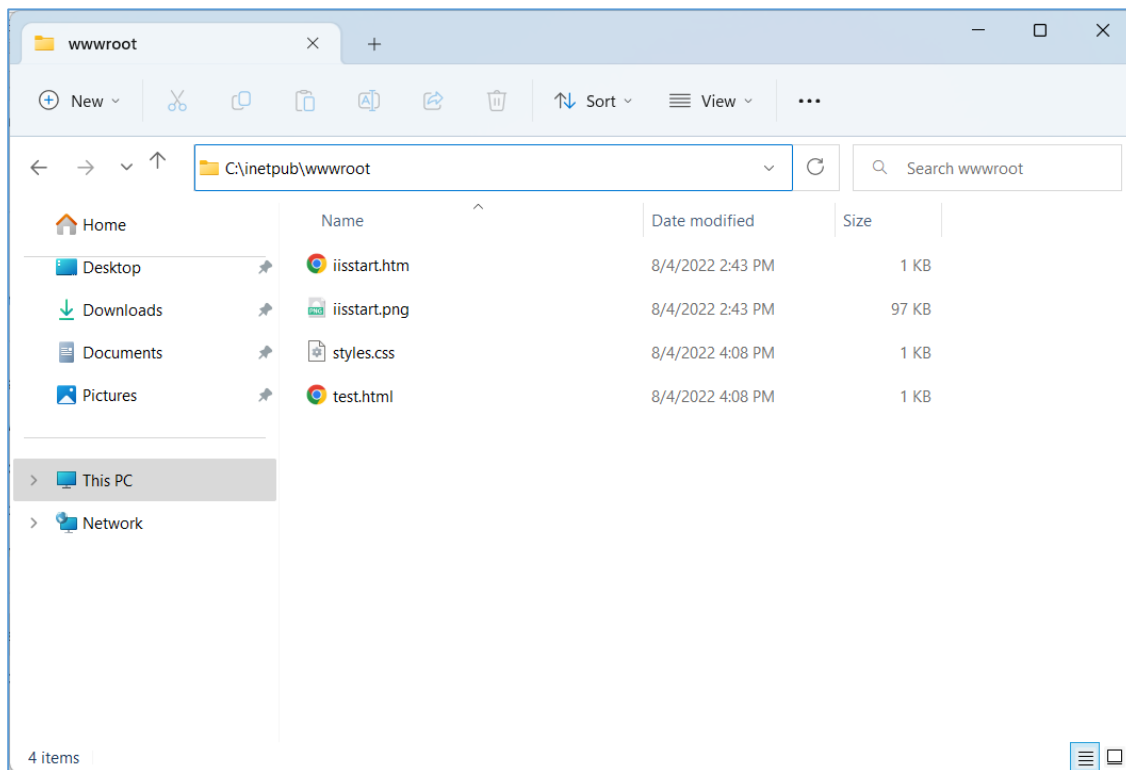 wwwroot
New Sort View
C:\inetpub\wwwroot Search wwwroot
Home
Desktop
Downloads
Documents
Pictures
This PC
Network
Name Date modified Size
iisstart.htm 8/4/2022 2:43 PM 1 KB
iisstart.png 8/4/2022 2:43 PM 97 KB
styles.css 8/4/2022 4:08 PM 1 KB
test.html 8/4/2022 4:08 PM 1 KB
4 items